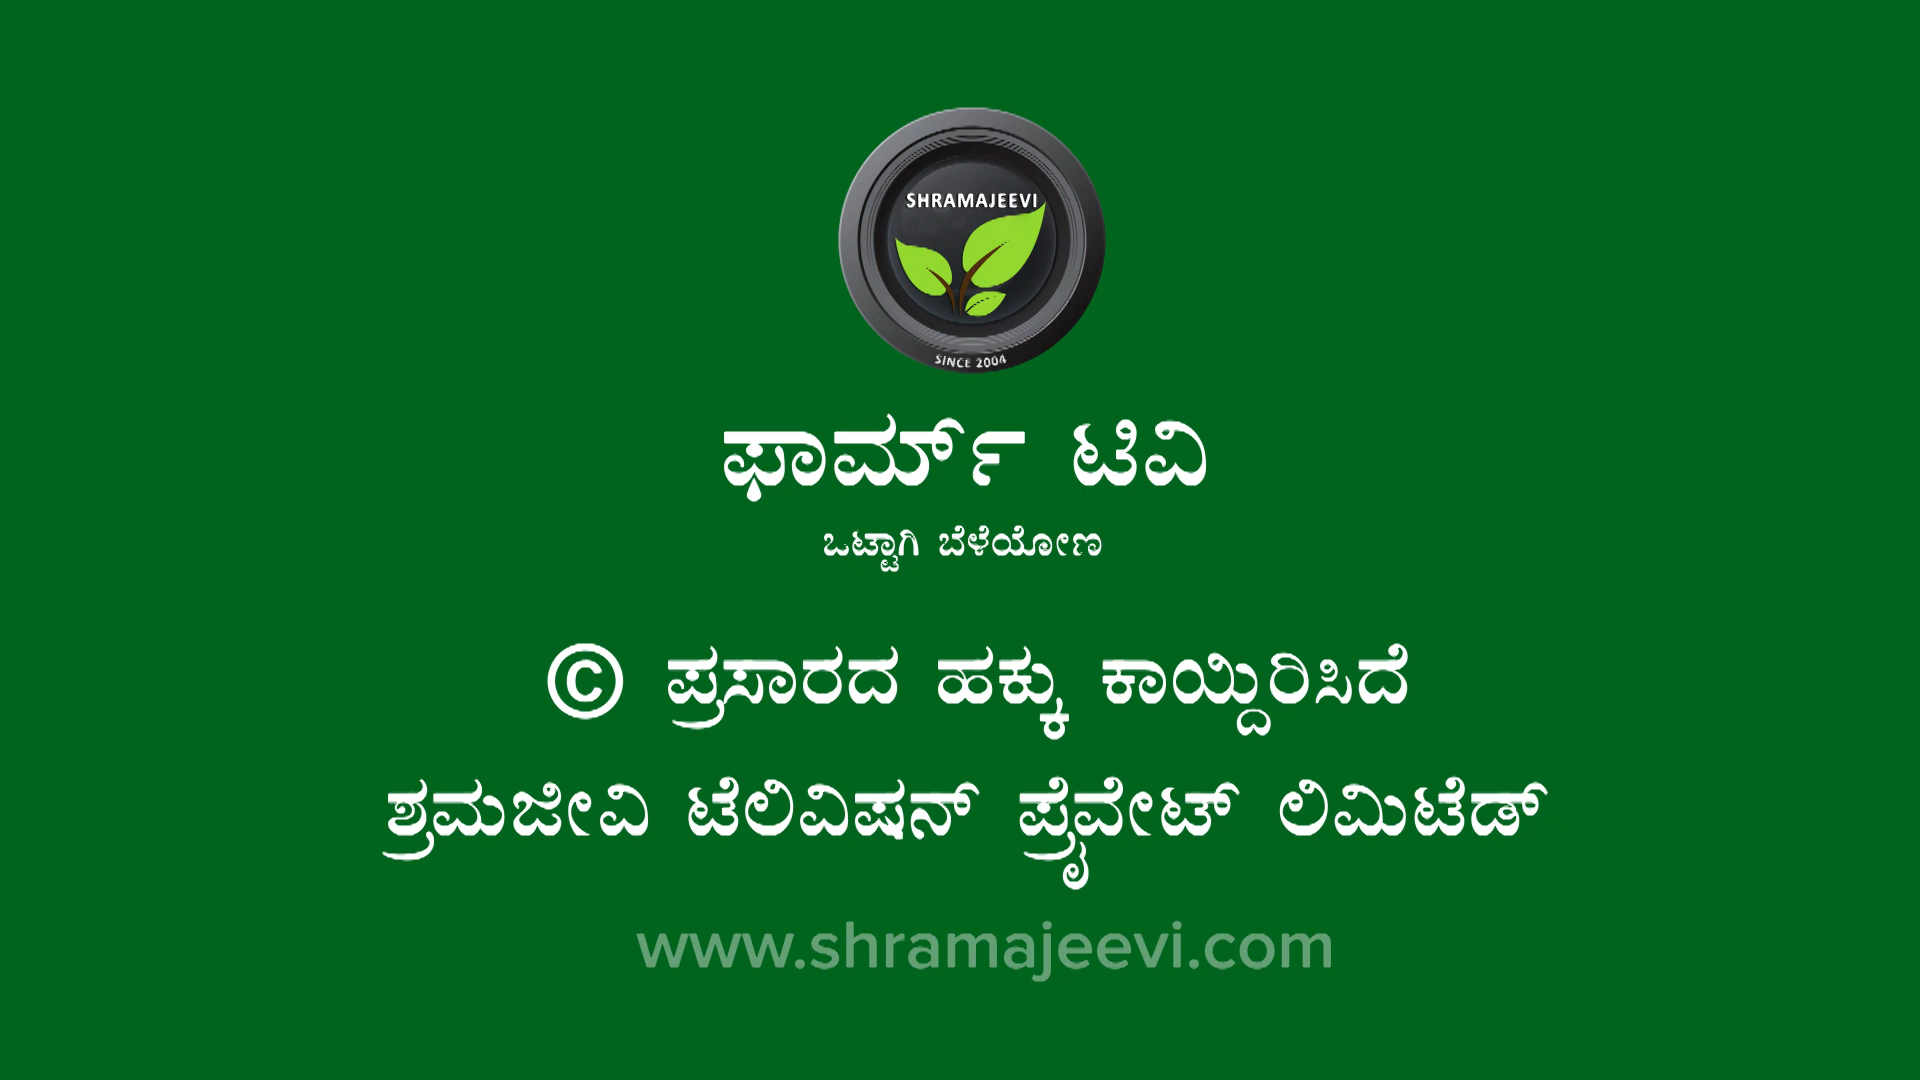 SHRAMAJEEVI
SINCE 2004
ಫಾರ್ಮ್ ಟಿವಿ
ಒಟ್ಟಾಗಿ ಬೆಳೆಯೋಣ
© ಪ್ರಸಾರದ ಹಕ್ಕು ಕಾಯ್ದಿರಿಸಿದೆ
ಶ್ರಮಜೀವಿ ಟೆಲಿವಿಷನ್ ಪ್ರೈವೇಟ್ ಲಿಮಿಟೆಡ್
www.shramajeevi.com